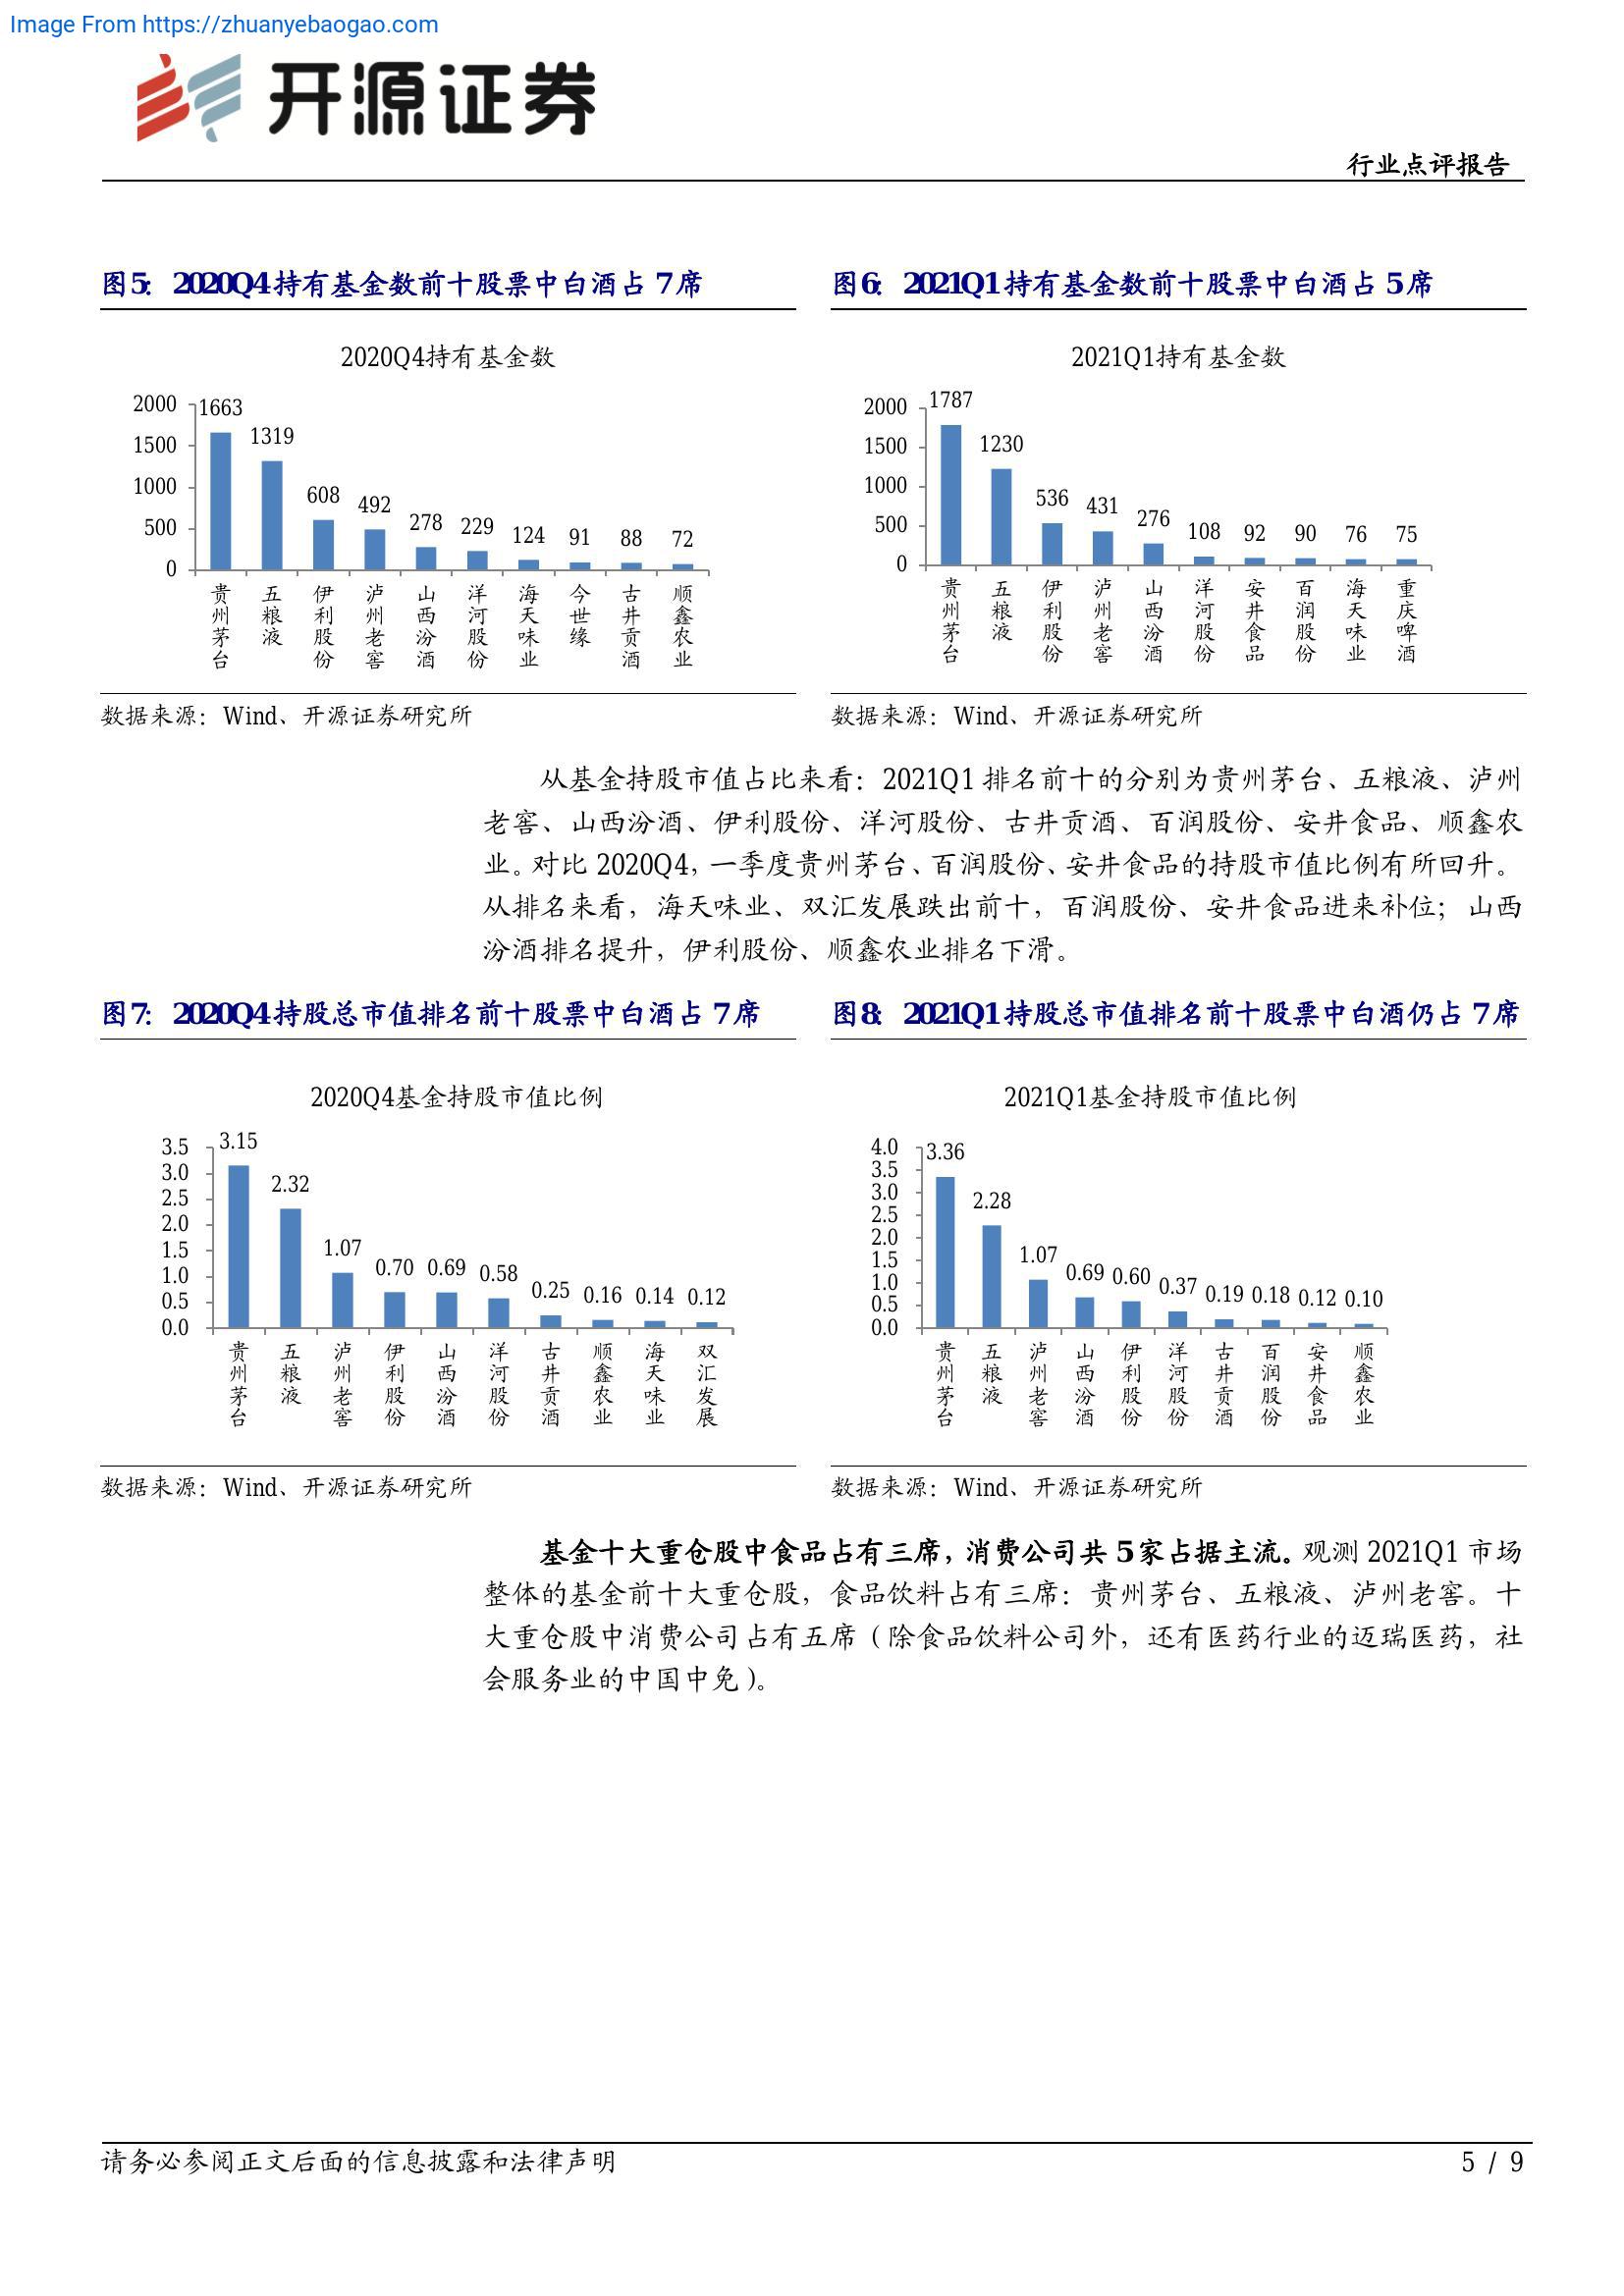 Image From https://zhuanyebaogao.com
开源证券
行业点评报告
图5： 2020Q4持有基金数前十股票中白酒占 7席
图6： 2021Q1持有基金数前十股票中白酒占 5席
2020Q4持有基金数
2000
1500
1000
500
0
1663
1319
608
492
278
229
124
91
88
72
贵州茅台
五粮液
伊利股份
泸州老窖
山西汾酒
洋河股份
海天味业
今世缘
古井贡酒
顺鑫农业
2021Q1持有基金数
2000
1500
1000
500
0
1787
1230
536
431
276
108
92
90
76
75
贵州茅台
五粮液
伊利股份
泸州老窖
山西汾酒
洋河股份
安井食品
百润股份
海天味业
重庆啤酒
数据来源：Wind、开源证券研究所
数据来源：Wind、开源证券研究所
从基金持股市值占比来看：2021Q1 排名前十的分别为贵州茅台、五粮液、泸州
老窖、山西汾酒、伊利股份、洋河股份、古井贡酒、百润股份、安井食品、顺鑫农
业。对比 2020Q4，一季度贵州茅台、百润股份、安井食品的持股市值比例有所回升。
从排名来看，海天味业、双汇发展跌出前十，百润股份、安井食品进来补位；山西
汾酒排名提升，伊利股份、顺鑫农业排名下滑。
图7： 2020Q4持股总市值排名前十股票中白酒占 7席
图8： 2021Q1持股总市值排名前十股票中白酒仍占 7席
2020Q4基金持股市值比例
3.5
3.0
2.5
2.0
1.5
1.0
0.5
0.0
3.15
2.32
1.07
0.70
0.69
0.58
0.25
0.16
0.14
0.12
贵州茅台
五粮液
泸州老窖
伊利股份
山西汾酒
洋河股份
古井贡酒
顺鑫农业
海天味业
双汇发展
2021Q1基金持股市值比例
4.0
3.5
3.0
2.5
2.0
1.5
1.0
0.5
0.0
3.36
2.28
1.07
0.69
0.60
0.37
0.19
0.18
0.12
0.10
贵州茅台
五粮液
泸州老窖
山西汾酒
伊利股份
洋河股份
古井贡酒
百润股份
安井食品
顺鑫农业
数据来源：Wind、开源证券研究所
数据来源：Wind、开源证券研究所
基金十大重仓股中食品占有三席，消费公司共 5家占据主流。观测 2021Q1 市场
整体的基金前十大重仓股，食品饮料占有三席：贵州茅台、五粮液、泸州老窖。十
大重仓股中消费公司占有五席（除食品饮料公司外，还有医药行业的迈瑞医药，社
会服务业的中国中免）。
请务必参阅正文后面的信息披露和法律声明
5 / 9